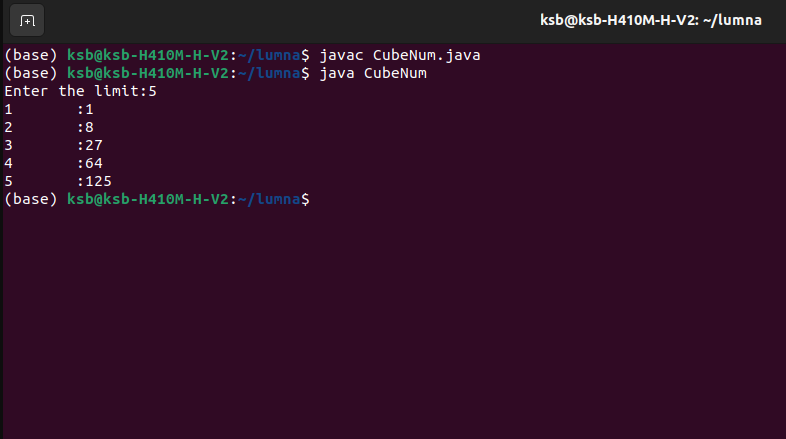 ksb@ksb-H410M-H-V2: ~/lumna
(base) ksb@ksb-H410M-H-V2:~/lumna$ javac CubeNum.java
(base) ksb@ksb-H410M-H-V2:~/lumna$ java CubeNum
Enter the limit:5
1       :1
2       :8
3       :27
4       :64
5       :125
(base) ksb@ksb-H410M-H-V2:~/lumna$